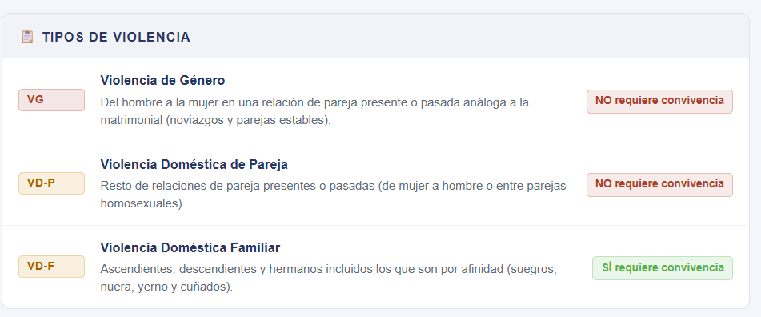 TIPOS DE VIOLENCIA
VG
Violencia de Género
Del hombre a la mujer en una relación de pareja presente o pasada análoga a la
matrimonial (noviazgos y parejas estables).
NO requiere convivencia
VD-P
Violencia Doméstica de Pareja
Resto de relaciones de pareja presentes o pasadas (de mujer a hombre o entre parejas
homosexuales)
NO requiere convivencia
VD-F
Violencia Doméstica Familiar
Ascendientes, descendientes y hermanos incluidos los que son por afinidad (suegros,
nuera, yerno y cuñados).
SÍ requiere convivencia